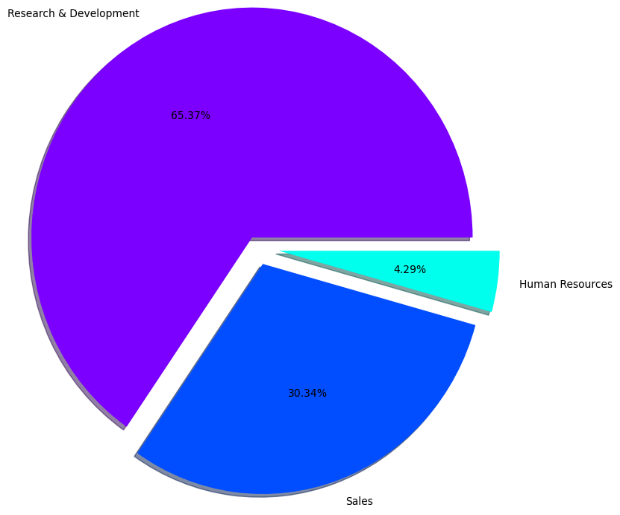 Research & Development
65.37%
4.29%
Human Resources
30.34%
Sales